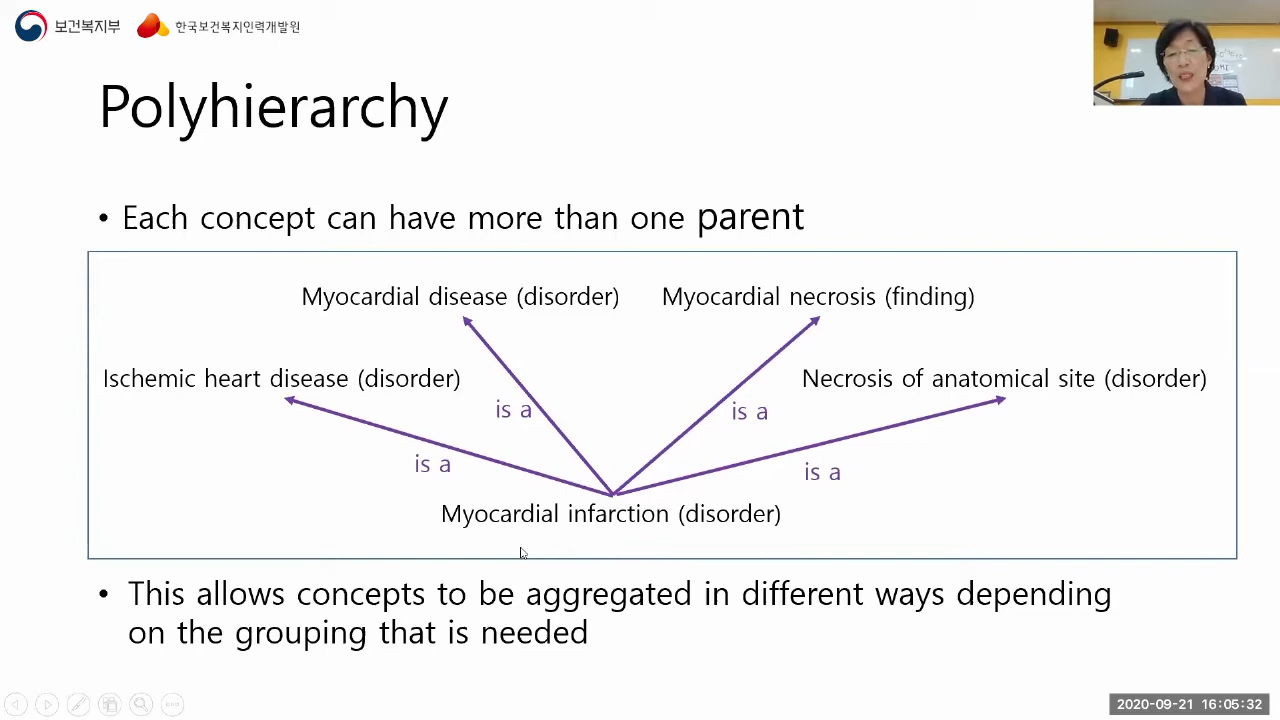 보건복지부
한국보건복지인력개발원
Polyhierarchy
• Each concept can have more than one parent
Myocardial disease (disorder)
Myocardial necrosis (finding)
Ischemic heart disease (disorder)
Necrosis of anatomical site (disorder)
is a
is a
is a
is a
Myocardial infarction (disorder)
• This allows concepts to be aggregated in different ways depending
on the grouping that is needed
2020-09-21 16:05:32